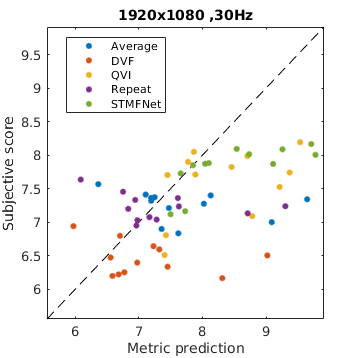 1920x1080 ,30Hz
Average
DVF
QVI
Repeat
STMFNet
Subjective score
9.5
9
8.5
8
7.5
7
6.5
6
6
7
8
9
Metric prediction